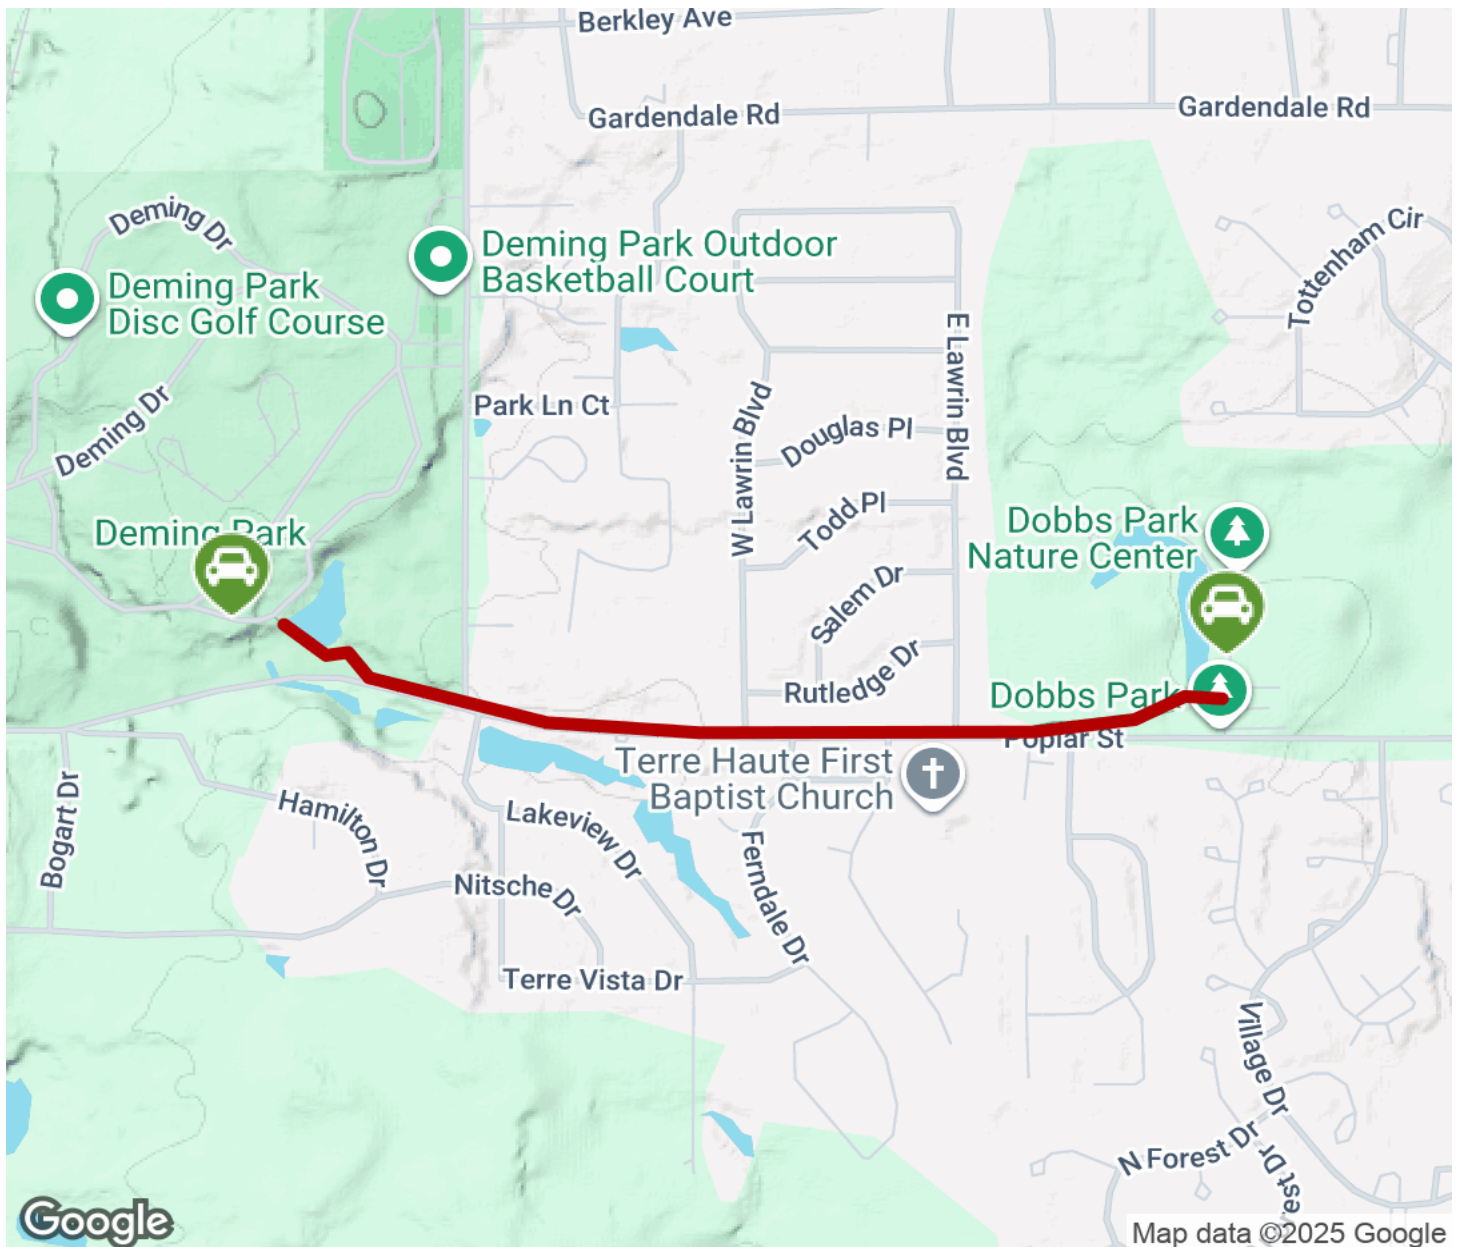 Berkley Ave
Gardendale Rd
Gardendale Rd
Deming Dr
Tottenham Cir
Deming Park Outdoor
Basketball Court
Deming Park
Disc Golf Course
E Lawrin Blvd
Park Ln Ct
W Lawrin Blvd
Douglas Pl
Deming Dr
Todd Pl
Dobbs Park
Nature Center
Deming Park
Salem Dr
Rutledge Dr
Dobbs Park
Poplar St
Terre Haute First
Baptist Church
Bogart Dr
Hamilton Dr
Lakeview Dr
Ferndale Dr
Nitsche Dr
Terre Vista Dr
Village Dr
N Forest Dr
est Dr
Google
Map data ©2025 Google